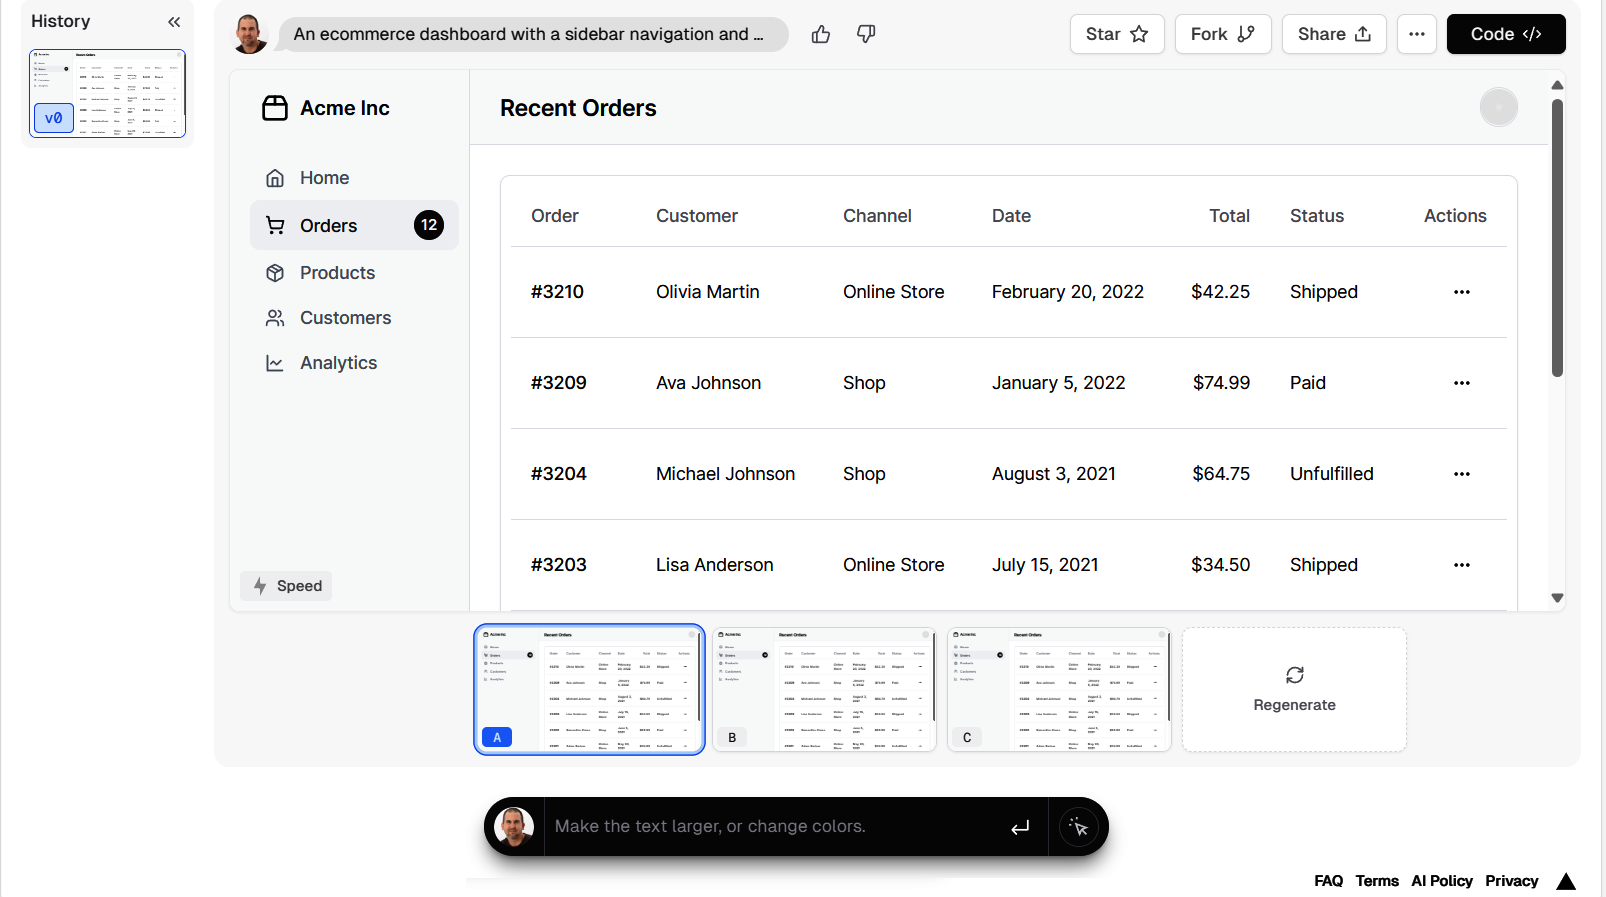 History
v0
An ecommerce dashboard with a sidebar navigation and ...
Star
Fork
Share
Code </>
Acme Inc
Home
Orders
12
Products
Customers
Analytics
Speed
Recent Orders
Order Customer Channel Date Total Status Actions
#3210 Olivia Martin Online Store February 20, 2022 $42.25 Shipped
#3209 Ava Johnson Shop January 5, 2022 $74.99 Paid
#3204 Michael Johnson Shop August 3, 2021 $64.75 Unfulfilled
#3203 Lisa Anderson Online Store July 15, 2021 $34.50 Shipped
A
B
C
Regenerate
Make the text larger, or change colors.
FAQ Terms AI Policy Privacy